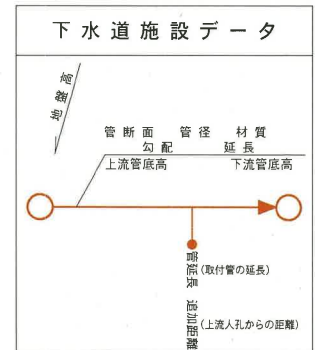 下水道施設データ
地盤高
管断面 管径 材質
勾配 延長
上流管底高 下流管底高
管延長 (取付管の延長)
追加距離 (上流人孔からの距離)